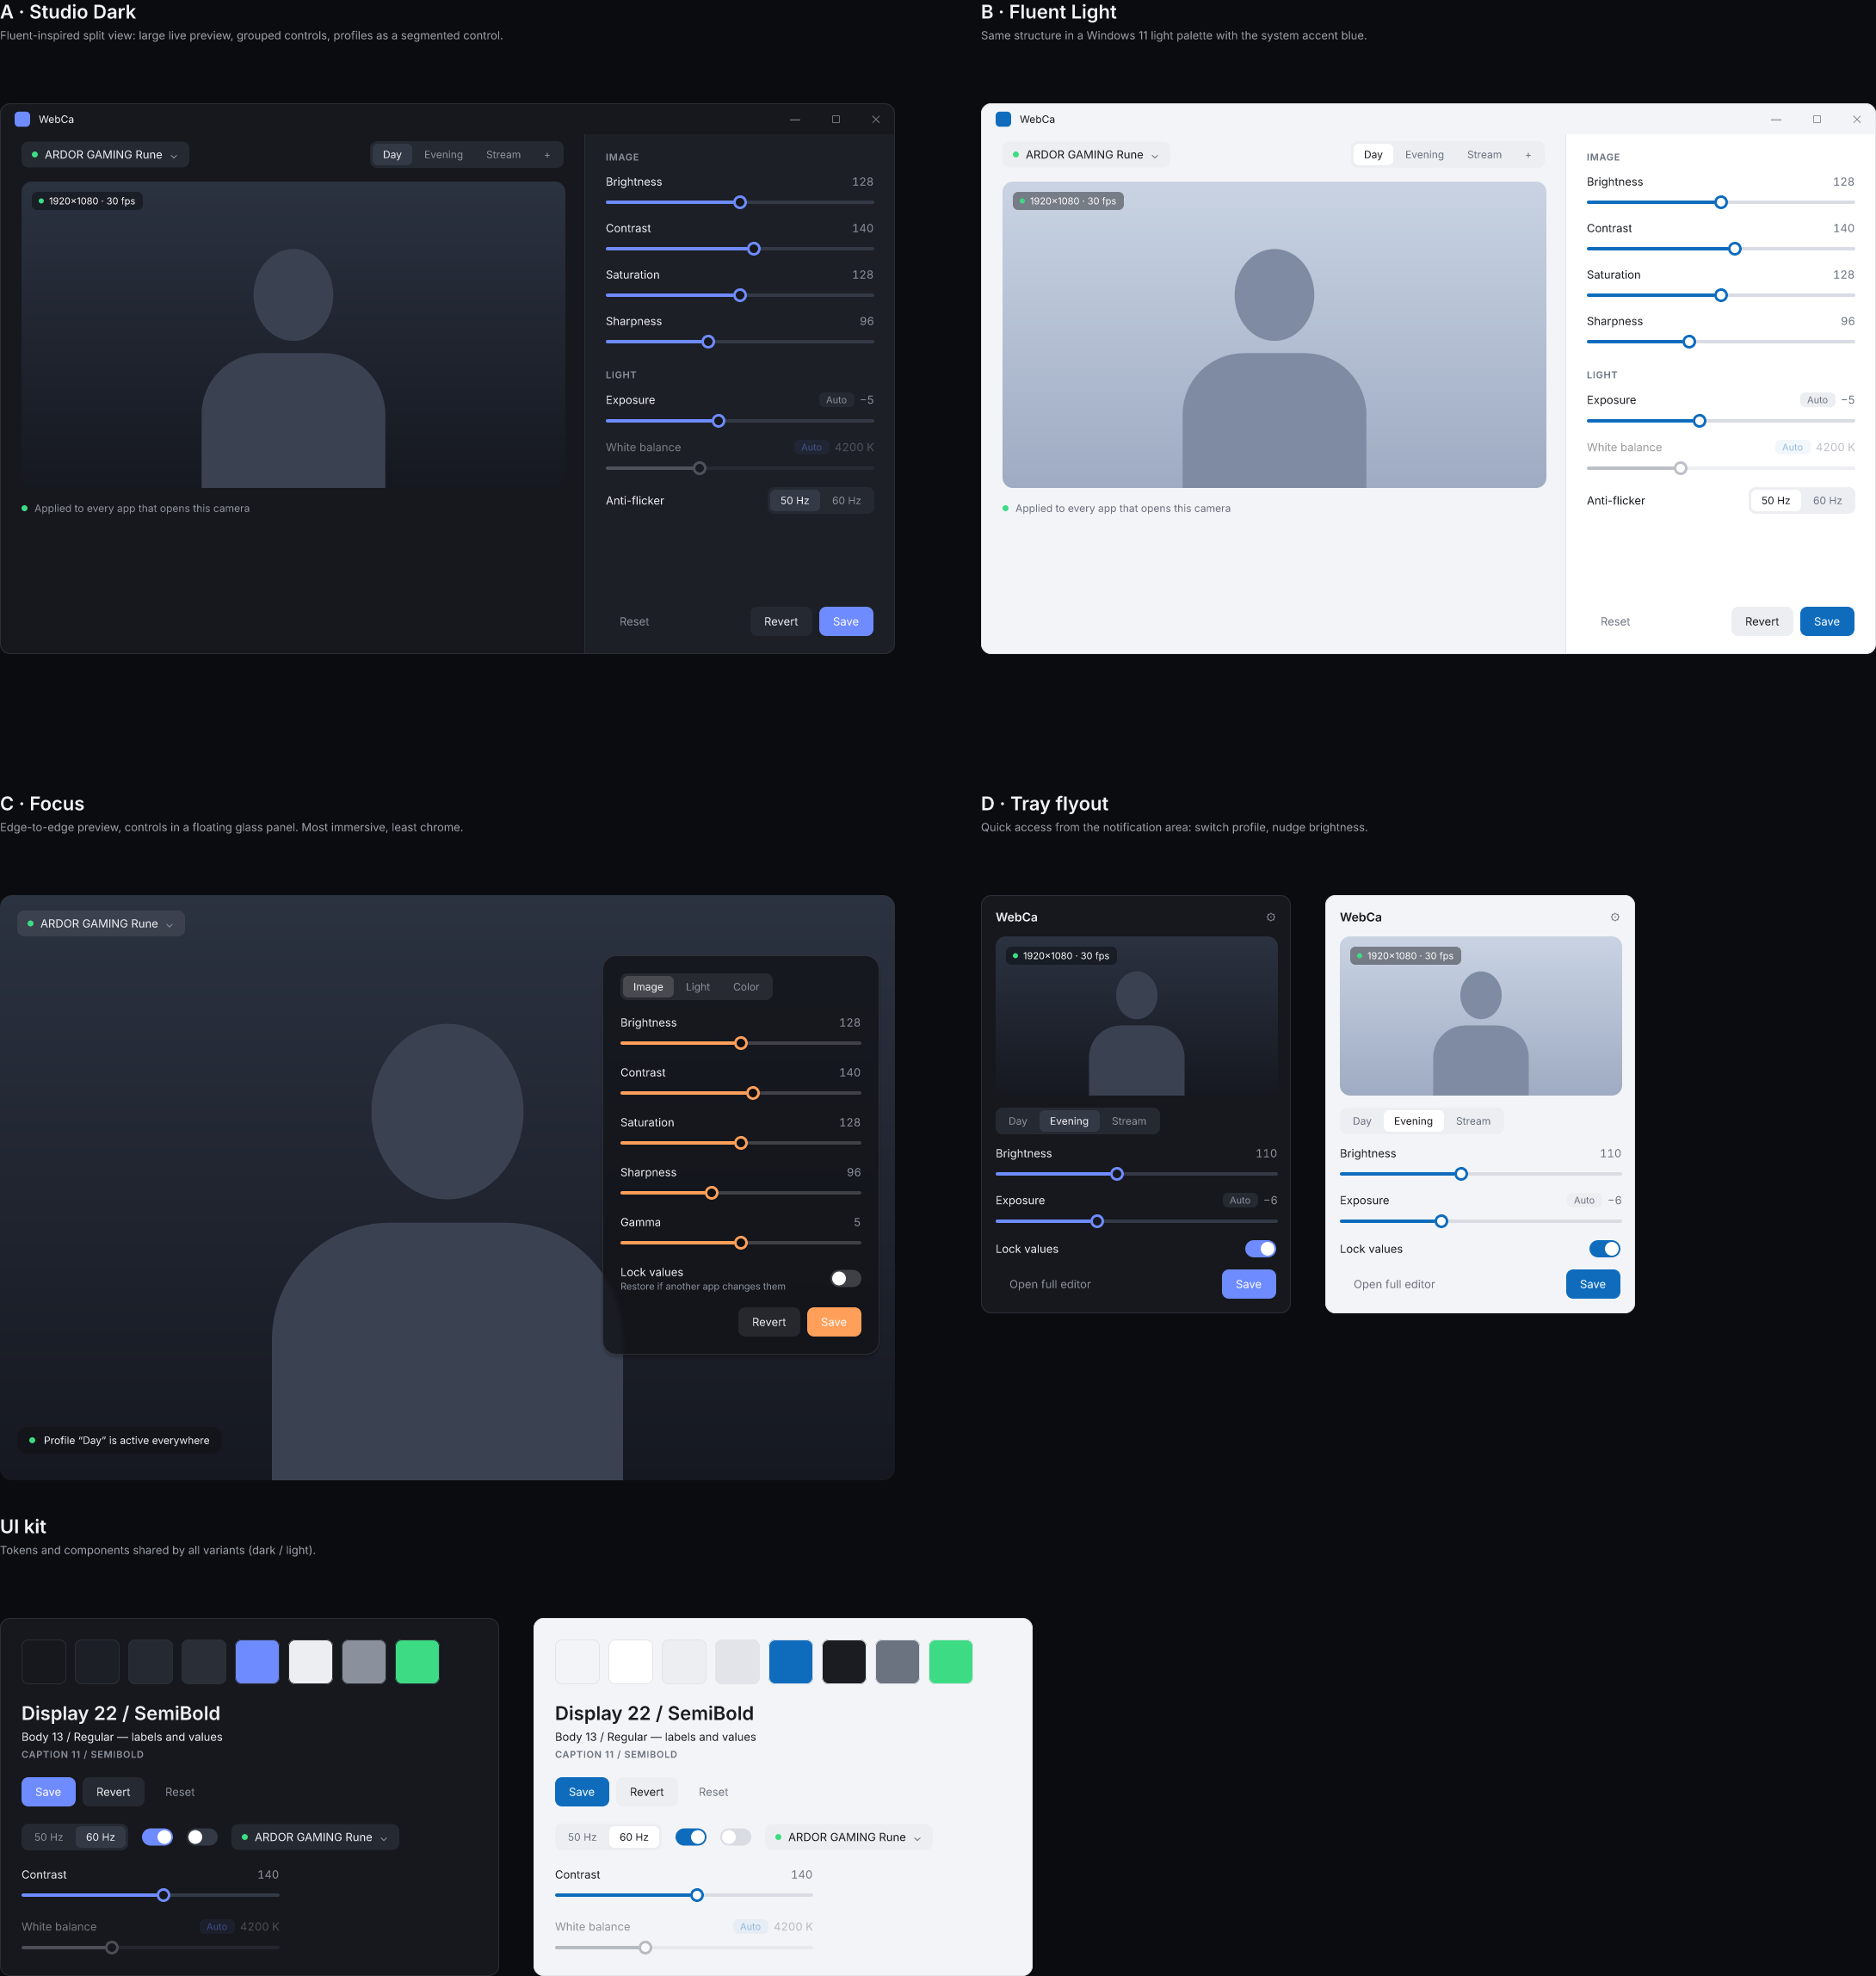 A · Studio Dark
Fluent-inspired split view: large live preview, grouped controls, profiles as a segmented control.
WebCa
ARDOR GAMING Rune
Day Evening Stream +
1920×1080 · 30 fps
Applied to every app that opens this camera
IMAGE
Brightness 128
Contrast 140
Saturation 128
Sharpness 96
LIGHT
Exposure Auto −5
White balance Auto 4200 K
Anti-flicker 50 Hz 60 Hz
Reset Revert Save
B · Fluent Light
Same structure in a Windows 11 light palette with the system accent blue.
WebCa
ARDOR GAMING Rune
Day Evening Stream +
1920×1080 · 30 fps
Applied to every app that opens this camera
IMAGE
Brightness 128
Contrast 140
Saturation 128
Sharpness 96
LIGHT
Exposure Auto −5
White balance Auto 4200 K
Anti-flicker 50 Hz 60 Hz
Reset Revert Save
C · Focus
Edge-to-edge preview, controls in a floating glass panel. Most immersive, least chrome.
ARDOR GAMING Rune
Image Light Color
Brightness 128
Contrast 140
Saturation 128
Sharpness 96
Gamma 5
Lock values
Restore if another app changes them
Revert Save
Profile “Day” is active everywhere
D · Tray flyout
Quick access from the notification area: switch profile, nudge brightness.
WebCa
1920×1080 · 30 fps
Day Evening Stream
Brightness 110
Exposure Auto −6
Lock values
Open full editor Save
WebCa
1920×1080 · 30 fps
Day Evening Stream
Brightness 110
Exposure Auto −6
Lock values
Open full editor Save
UI kit
Tokens and components shared by all variants (dark / light).
Display 22 / SemiBold
Body 13 / Regular — labels and values
CAPTION 11 / SEMIBOLD
Save Revert Reset
50 Hz 60 Hz ARDOR GAMING Rune
Contrast 140
White balance Auto 4200 K
Display 22 / SemiBold
Body 13 / Regular — labels and values
CAPTION 11 / SEMIBOLD
Save Revert Reset
50 Hz 60 Hz ARDOR GAMING Rune
Contrast 140
White balance Auto 4200 K